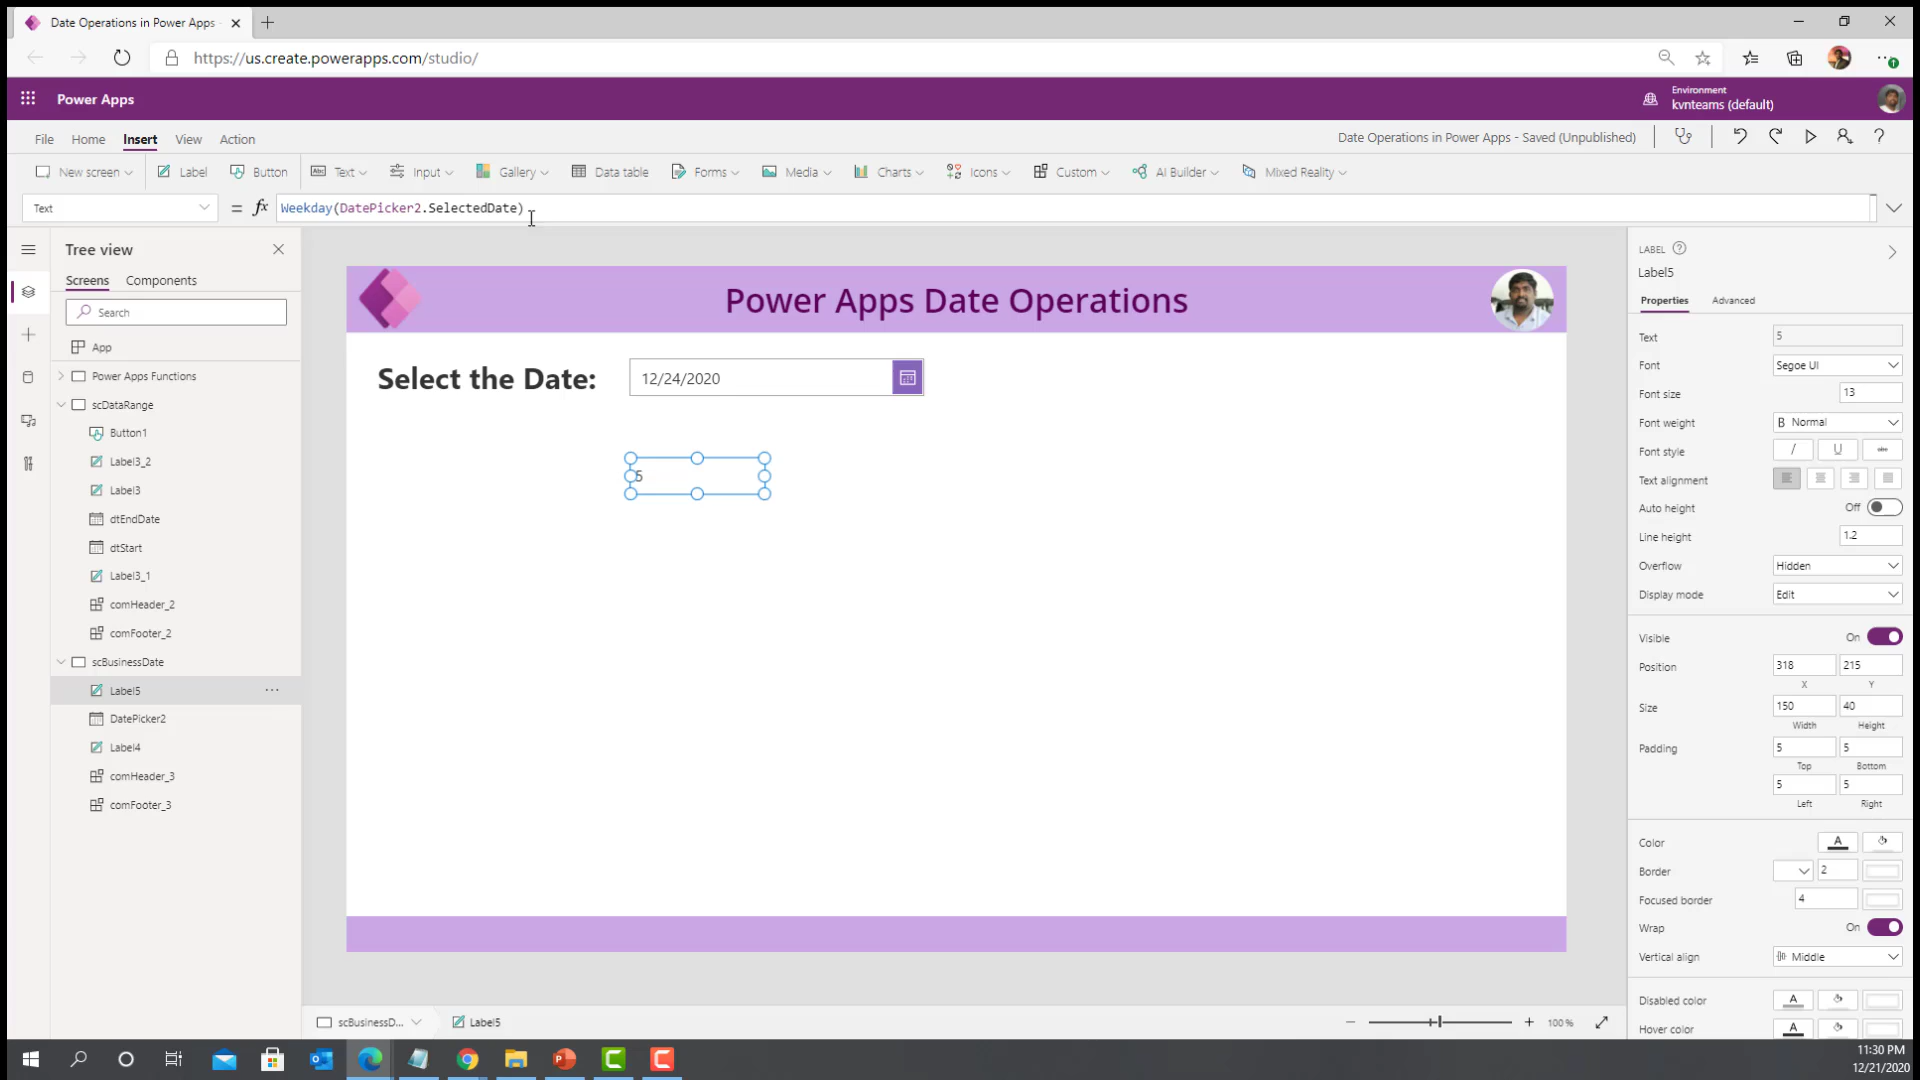 Date Operations in Power Apps
https://us.create.powerapps.com/studio/
Power Apps
Environment
kvnteams (default)
File Home Insert View Action
Date Operations in Power Apps - Saved (Unpublished)
New screen Label Button Text Input Gallery Data table Forms Media Charts Icons Custom AI Builder Mixed Reality
Text = fx Weekday(DatePicker2.SelectedDate)
Tree view
Screens Components
Search
App
Power Apps Functions
scDataRange
Button1
Label3_2
Label3
dtEndDate
dtStart
Label3_1
comHeader_2
comFooter_2
scBusinessDate
Label5
DatePicker2
Label4
comHeader_3
comFooter_3
Power Apps Date Operations
Select the Date: 12/24/2020
5
scBusinessD... Label5
100 %
LABEL
Label5
Properties Advanced
Text 5
Font Segoe UI
Font size 13
Font weight B Normal
Font style / U abc
Text alignment
Auto height Off
Line height 1.2
Overflow Hidden
Display mode Edit
Visible On
Position 318 215
X Y
Size 150 40
Width Height
Padding 5 5
Top Bottom
5 5
Left Right
Color A
Border 2
Focused border 4
Wrap On
Vertical align Middle
Disabled color A
Hover color A
11:30 PM
12/21/2020